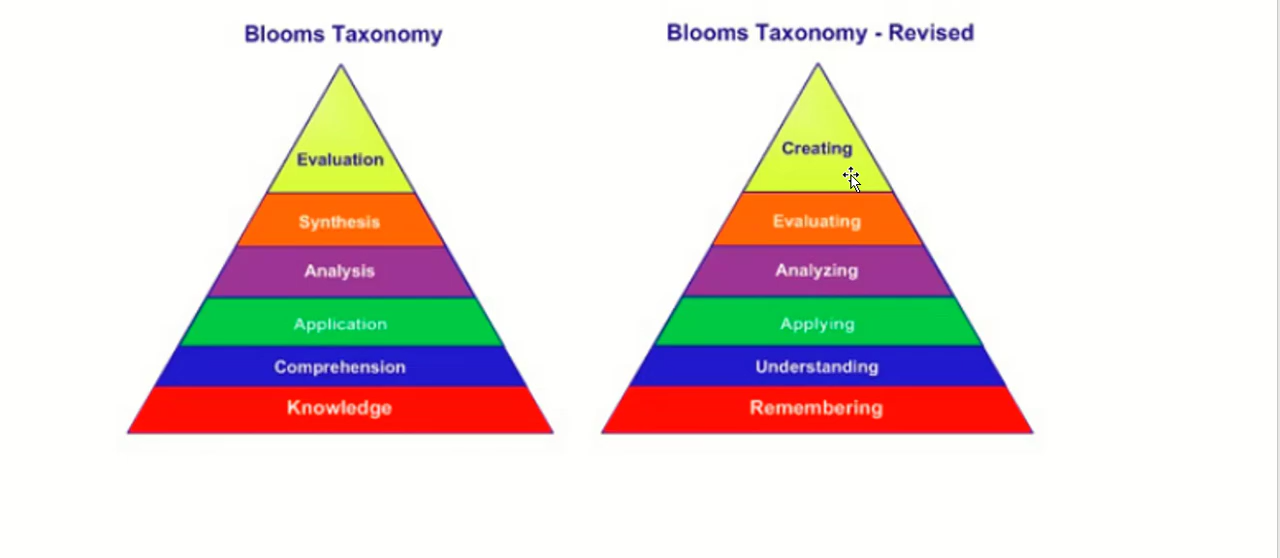 Blooms Taxonomy
Evaluation
Synthesis
Analysis
Application
Comprehension
Knowledge
Blooms Taxonomy - Revised
Creating
Evaluating
Analyzing
Applying
Understanding
Remembering